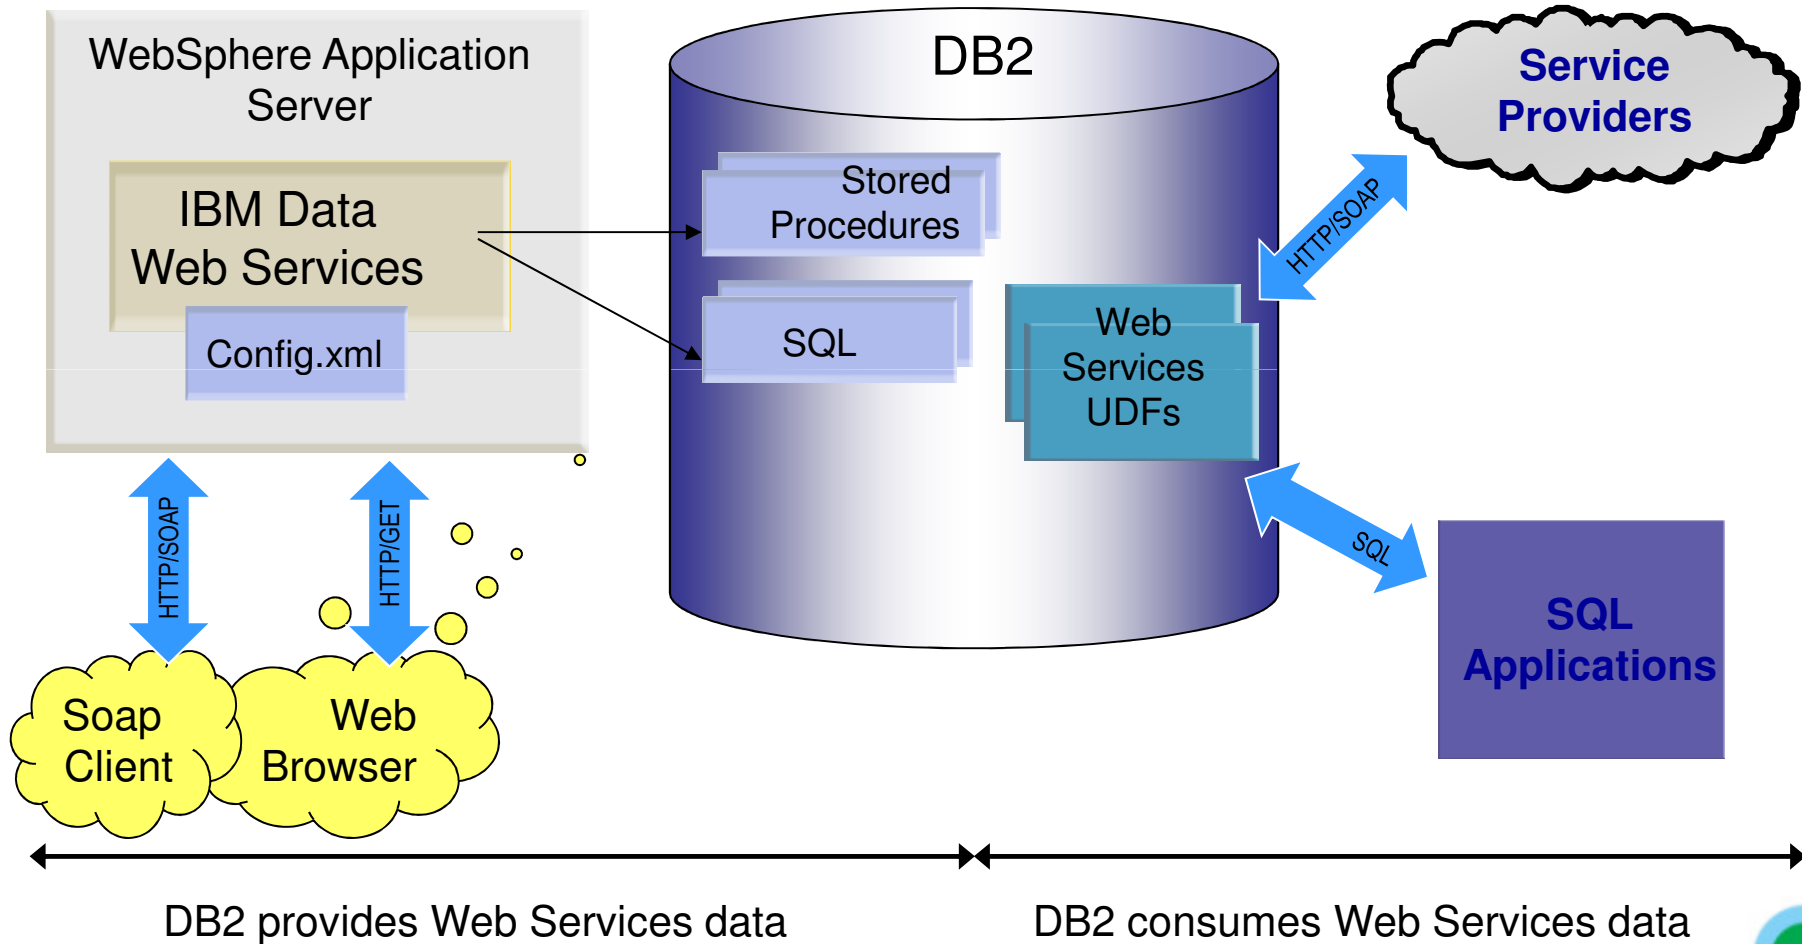 WebSphere Application
Server
IBM Data
Web Services
Config.xml
DB2
Stored
Procedures
SQL
Web
Services
UDFs
Service
Providers
HTTP/SOAP
SQL
SQL
Applications
HTTP/SOAP
HTTP/GET
Soap
Client
Web
Browser
DB2 provides Web Services data
DB2 consumes Web Services data